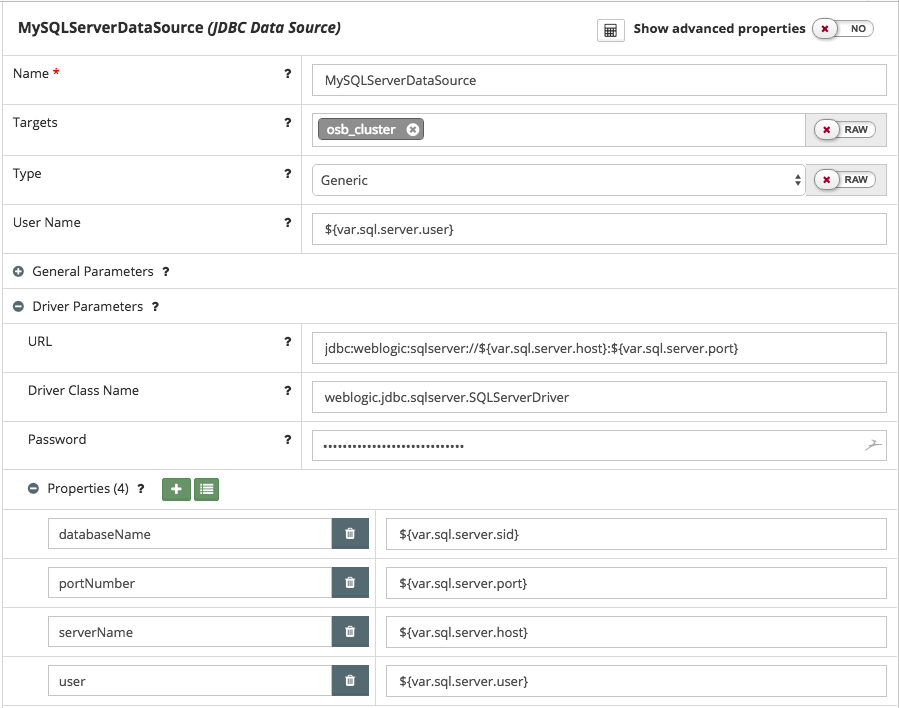 MySQLServerDataSource (JDBC Data Source) Show advanced properties NO
Name * ? MySQLServerDataSource
Targets ? osb_cluster RAW
Type ? Generic RAW
User Name ? ${var.sql.server.user}
General Parameters ?
Driver Parameters ?
URL ? jdbc:weblogic:sqlserver://${var.sql.server.host}:${var.sql.server.port}
Driver Class Name ? weblogic.jdbc.sqlserver.SQLServerDriver
Password ? •••••••••••••••••••••••••••••
Properties (4) ?
databaseName ${var.sql.server.sid}
portNumber ${var.sql.server.port}
serverName ${var.sql.server.host}
user ${var.sql.server.user}